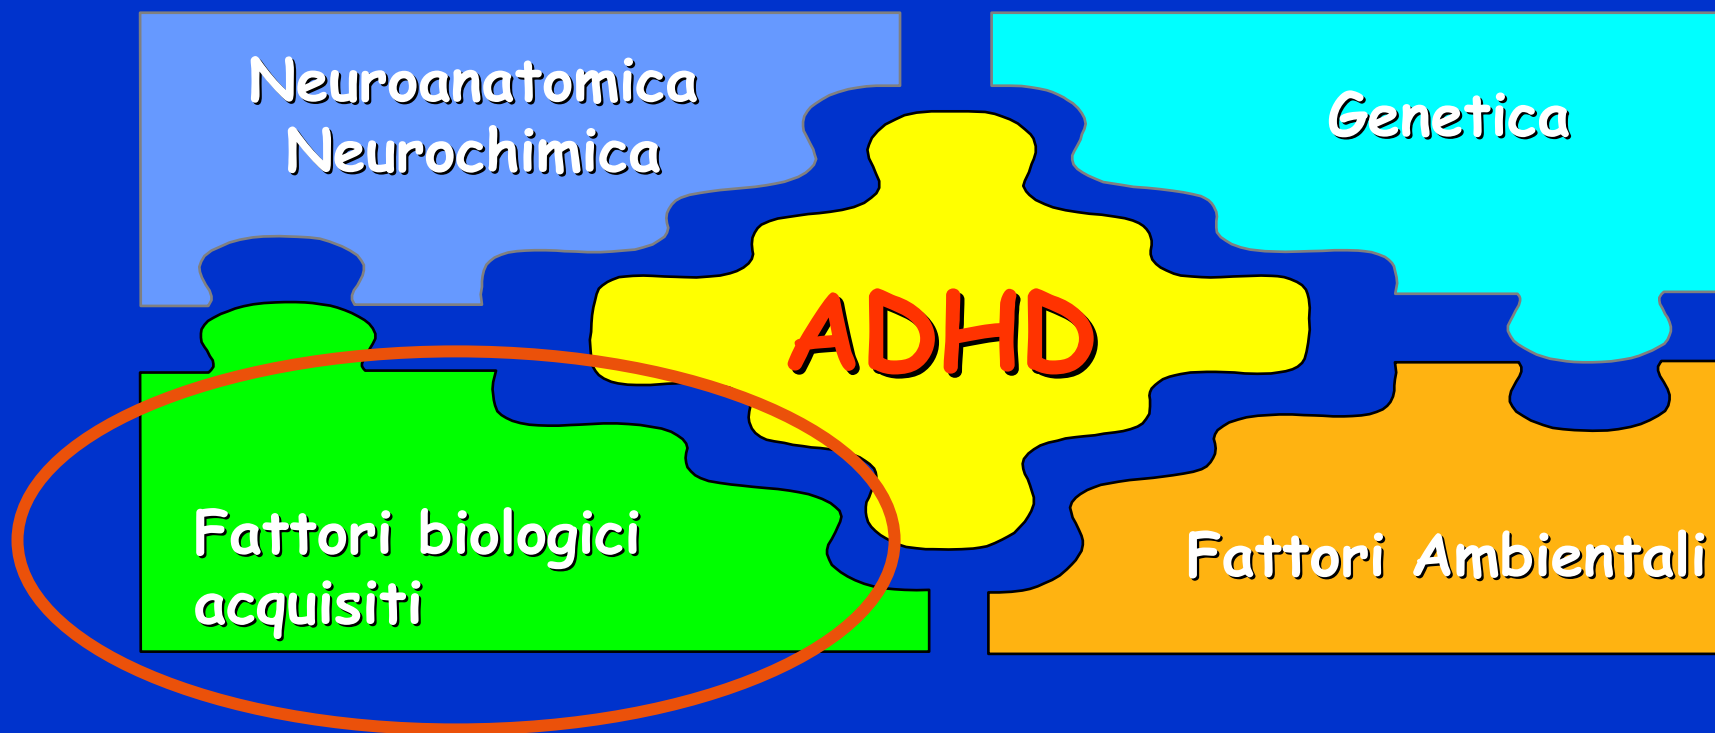 Neuroanatomica
Neurochimica
Genetica
ADHD
Fattori biologici
acquisiti
Fattori Ambientali